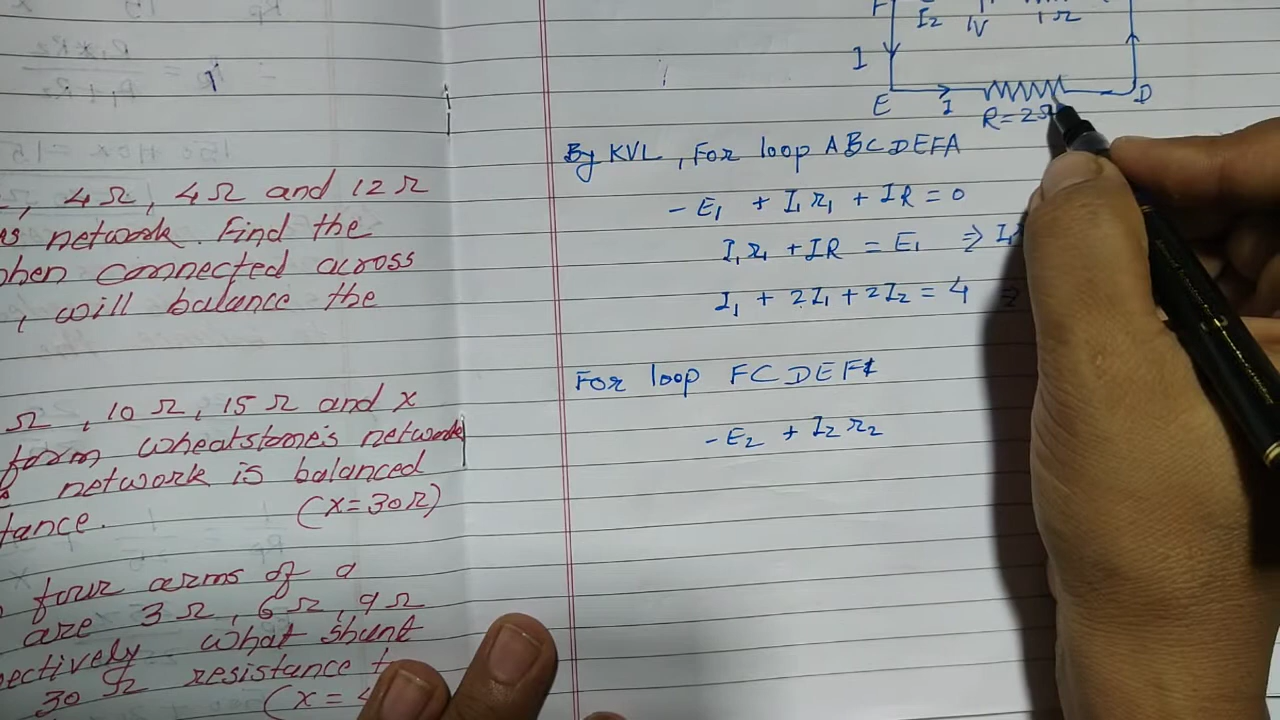 4Ω, 4Ω and 12Ω
network. Find the
when connected across
, will balance the
Ω, 10Ω, 15Ω and x
form wheatstone's network
network is balanced
(x=30Ω)
four arms of a
are 3Ω, 6Ω, 9Ω
what shunt
30Ω resistance
(x=
I2 1V 1Ω
I
E I R=2Ω D
By KVL, For loop ABCDEFA
-E1 + I1r1 + IR = 0
I1r1 + IR = E1 ⇒
I1 + 2I1 + 2I2 = 4
For loop FCDEF
-E2 + I2r2